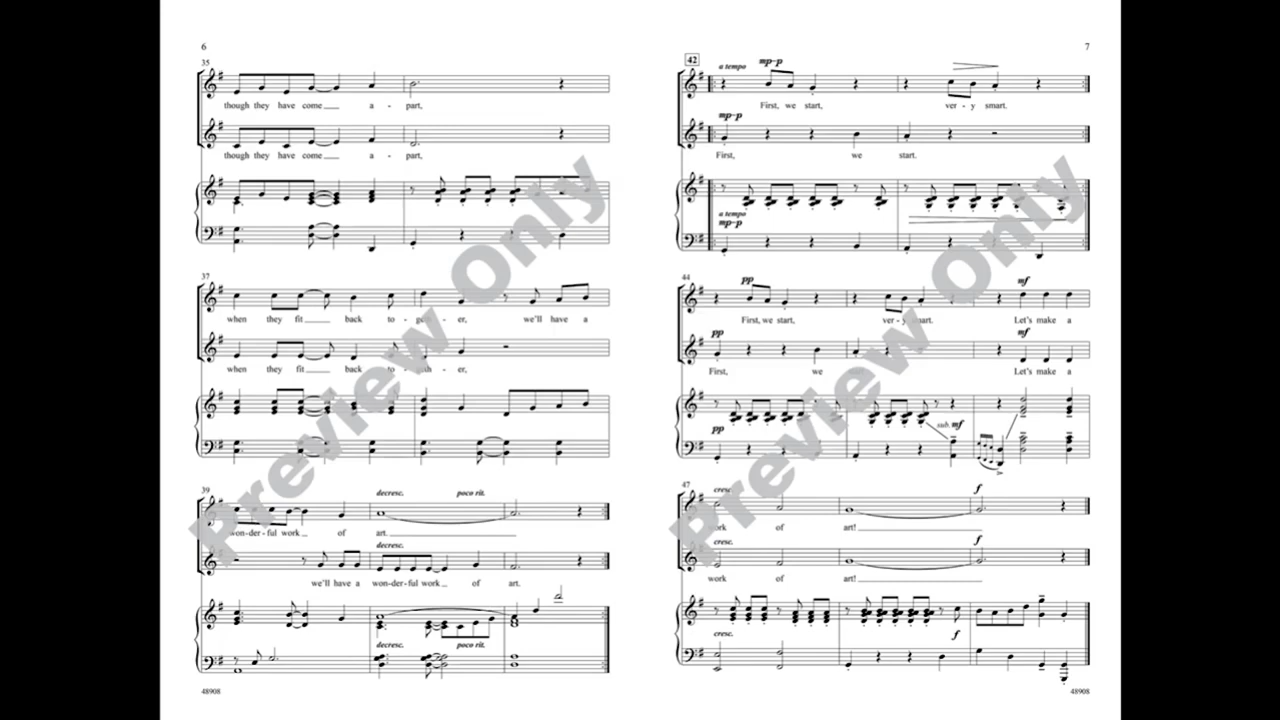 6
35
though they have come a - part,
though they have come a - part,
37
when they fit back to - geth - er, we'll have a
when they fit back to - geth - er,
39
decresc. poco rit.
won-der-ful work of art.
decresc.
we'll have a won-der-ful work of art.
decresc. poco rit.
48908
7
42
a tempo mp-p
First, we start, ver - y smart.
mp-p
First, we start.
a tempo
mp-p
44
pp mf
First, we start, ver - y smart. Let's make a
pp mf
First, we Let's make a
pp sub. mf
47
cresc. f
work of art!
cresc. f
work of art!
cresc. f
48908
Preview Only
Preview Only